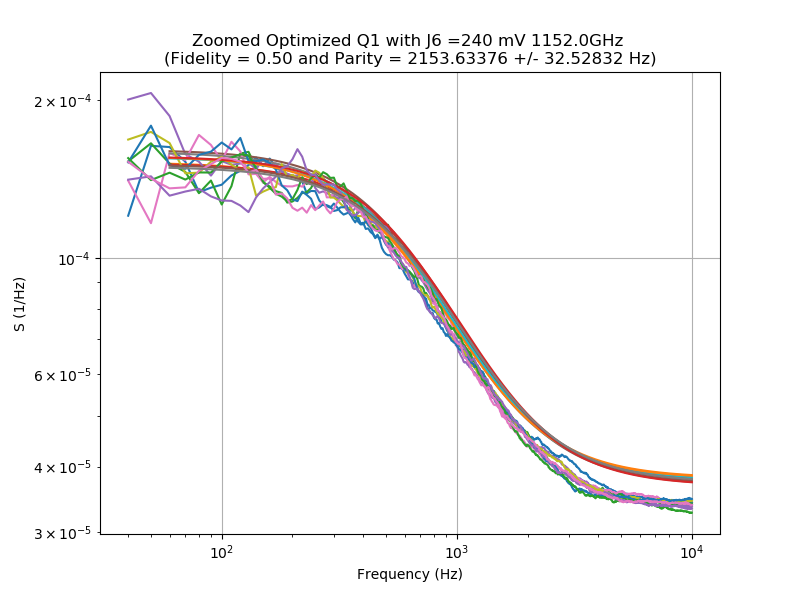 Zoomed Optimized Q1 with J6 =240 mV 1152.0GHz
(Fidelity = 0.50 and Parity = 2153.63376 +/- 32.52832 Hz)
2 × 10⁻⁴
10⁻⁴
6 × 10⁻⁵
4 × 10⁻⁵
3 × 10⁻⁵
S (1/Hz)
10² 10³ 10⁴
Frequency (Hz)